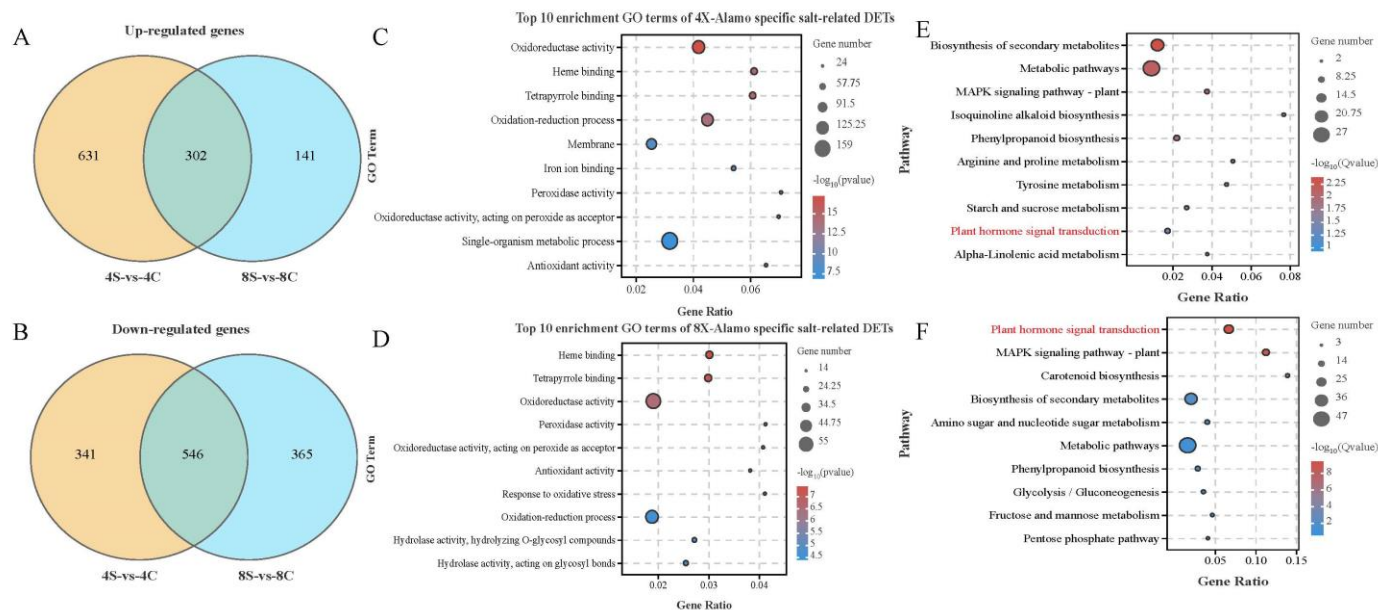 A
Up-regulated genes
631
302
141
4S-vs-4C
8S-vs-8C
B
Down-regulated genes
341
546
365
4S-vs-4C
8S-vs-8C
C
Top 10 enrichment GO terms of 4X-Alamo specific salt-related DETs
GO Term
Oxidoreductase activity
Heme binding
Tetrapyrrole binding
Oxidation-reduction process
Membrane
Iron ion binding
Peroxidase activity
Oxidoreductase activity, acting on peroxide as acceptor
Single-organism metabolic process
Antioxidant activity
0.02
0.04
0.06
Gene Ratio
Gene number
24
57.75
91.5
125.25
159
-log10(pvalue)
15
12.5
10
7.5
D
Top 10 enrichment GO terms of 8X-Alamo specific salt-related DETs
GO Term
Heme binding
Tetrapyrrole binding
Oxidoreductase activity
Peroxidase activity
Oxidoreductase activity, acting on peroxide as acceptor
Antioxidant activity
Response to oxidative stress
Oxidation-reduction process
Hydrolase activity, hydrolyzing O-glycosyl compounds
Hydrolase activity, acting on glycosyl bonds
0.02
0.03
0.04
Gene Ratio
Gene number
14
24.25
34.5
44.75
55
-log10(pvalue)
7
6.5
6
5.5
5
4.5
E
Pathway
Biosynthesis of secondary metabolites
Metabolic pathways
MAPK signaling pathway - plant
Isoquinoline alkaloid biosynthesis
Phenylpropanoid biosynthesis
Arginine and proline metabolism
Tyrosine metabolism
Starch and sucrose metabolism
Plant hormone signal transduction
Alpha-Linolenic acid metabolism
0.02
0.04
0.06
0.08
Gene Ratio
Gene number
2
8.25
14.5
20.75
27
-log10(Qvalue)
2.25
2
1.75
1.5
1.25
F
Pathway
Plant hormone signal transduction
MAPK signaling pathway - plant
Carotenoid biosynthesis
Biosynthesis of secondary metabolites
Amino sugar and nucleotide sugar metabolism
Metabolic pathways
Phenylpropanoid biosynthesis
Glycolysis / Gluconeogenesis
Fructose and mannose metabolism
Pentose phosphate pathway
0.05
0.1
0.15
Gene Ratio
Gene number
3
14
25
36
47
-log10(Qvalue)
8
6
4
2